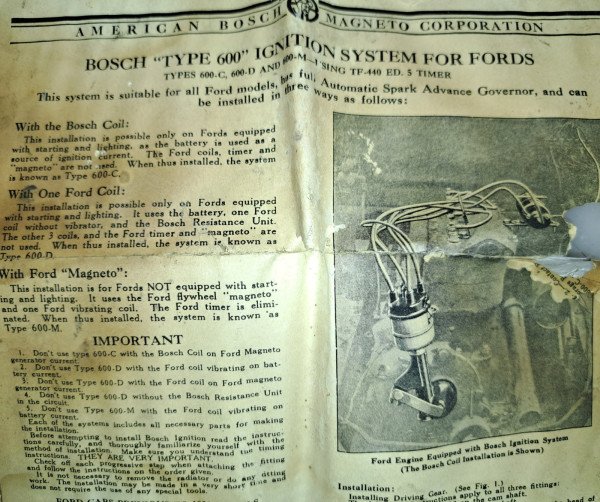 AMERICAN BOSCH MAGNETO CORPORATION
BOSCH "TYPE 600" IGNITION SYSTEM FOR FORDS
TYPES 600-C, 600-D AND 600-M—USING TF-440 ED. 5 TIMER
This system is suitable for all Ford models, has full Automatic Spark Advance Governor, and can
be installed in three ways as follows:
With the Bosch Coil:
This installation is possible only on Fords equipped
with starting and lighting, as the battery is used as a
source of ignition current. The Ford coils, timer and
"magneto" are not used. When thus installed, the system
is known as Type 600-C.
With One Ford Coil:
This installation is possible only on Fords equipped
with starting and lighting. It uses the battery, one Ford
coil without vibrator, and the Bosch Resistance Unit.
The other 3 coils, and the Ford timer and "magneto" are
not used. When thus installed, the system is known as
Type 600-D
With Ford "Magneto":
This installation is for Fords NOT equipped with start-
ing and lighting. It uses the Ford flywheel "magneto"
and one Ford vibrating coil. The Ford timer is elimi-
nated. When thus installed, the system is known as
Type 600-M.
IMPORTANT
1. Don't use type 600-C with the Bosch Coil on Ford Magneto
generator current.
2. Don't use Type 600-D with the Ford coil vibrating on bat-
tery current.
3. Don't use Type 600-D with the Ford coil on Ford magneto
generator current.
4. Don't use Type 600-D without the Bosch Resistance Unit
in the circuit.
5. Don't use Type 600-M with the Ford coil vibrating on
battery current.
Each of the systems includes all necessary parts for making
the installation.
Before attempting to install Bosch Ignition read the instruc-
tions carefully, and thoroughly familiarize yourself with the
method of installation. Make sure you understand the timing
instructions. THEY ARE VERY IMPORTANT.
Check off each progressive step when attaching the fitting
and follow the instructions on the order given.
It is not necessary to remove the radiator or do any fitting
work. The installation may be made in a very short time and
does not require the use of any special tools.
FORD CARS
Ford Engine Equipped with Bosch Ignition System
(The Bosch Coil Installation is Shown)
Installation:
Installing Driving Gear. (See Fig. 1.)
apply to all three fittings:
the cam shaft.
head of